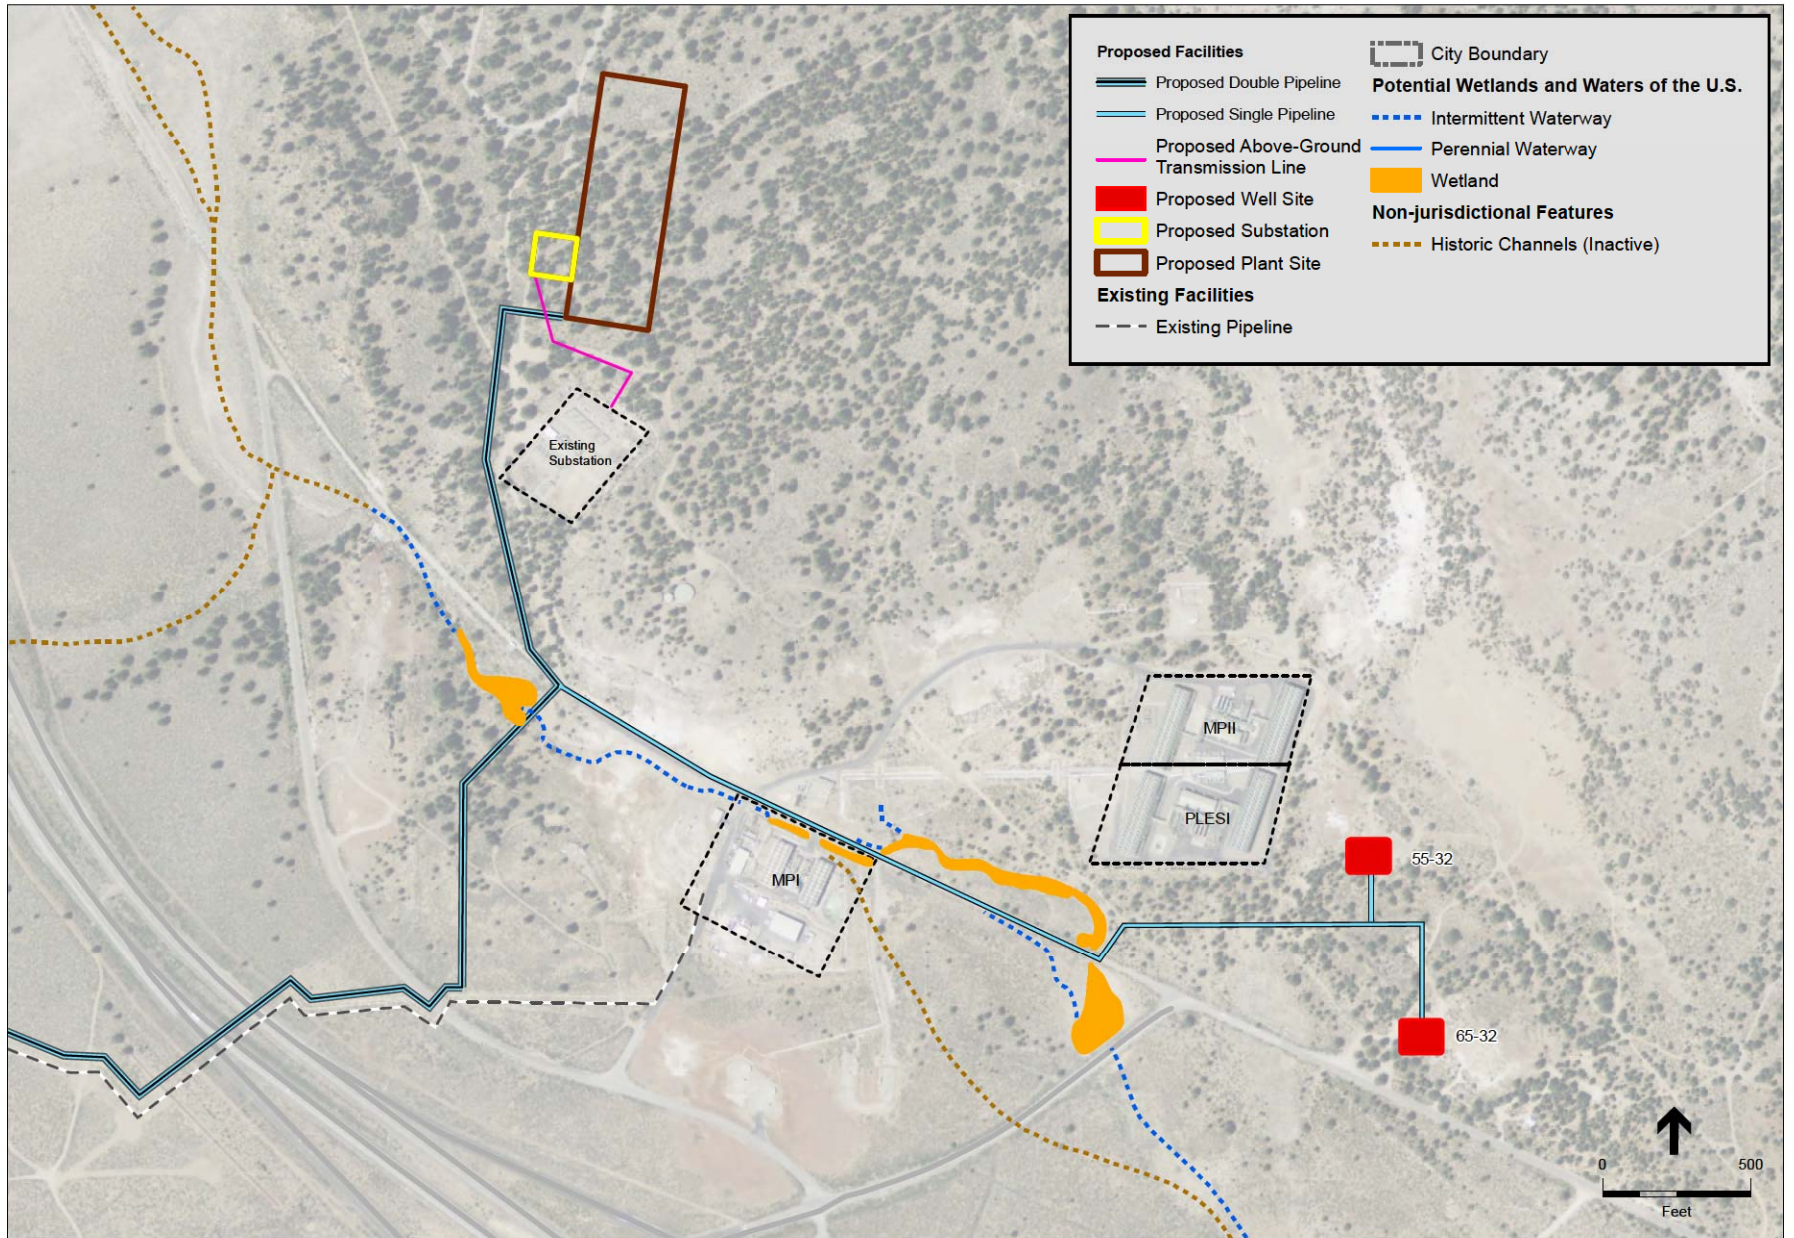 Proposed Facilities
Proposed Double Pipeline
Proposed Single Pipeline
Proposed Above-Ground
Transmission Line
Proposed Well Site
Proposed Substation
Proposed Plant Site
Existing Facilities
Existing Pipeline
City Boundary
Potential Wetlands and Waters of the U.S.
Intermittent Waterway
Perennial Waterway
Wetland
Non-jurisdictional Features
Historic Channels (Inactive)
Existing
Substation
MPII
PLESI
MPI
55-32
65-32
0 500
Feet